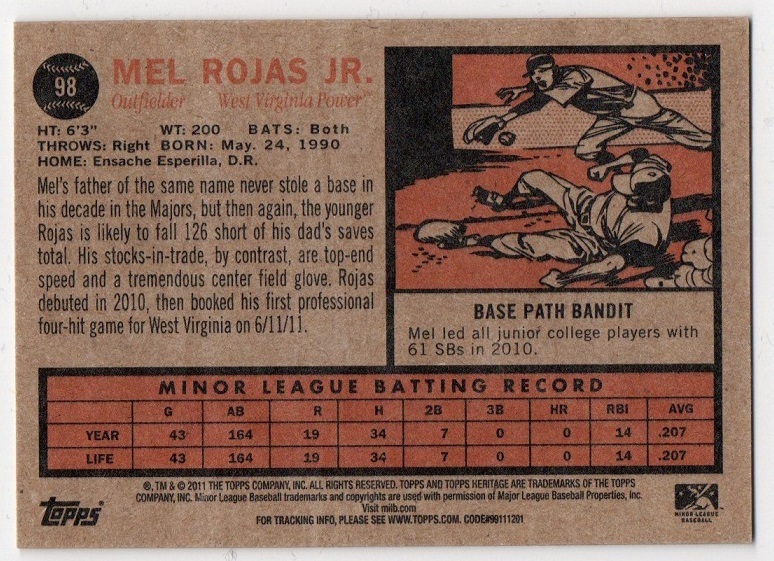 98
MEL ROJAS JR.
Outfielder West Virginia Power™
HT: 6'3" WT: 200 BATS: Both
THROWS: Right BORN: May. 24, 1990
HOME: Ensache Esperilla, D.R.
Mel's father of the same name never stole a base in
his decade in the Majors, but then again, the younger
Rojas is likely to fall 126 short of his dad's saves
total. His stocks-in-trade, by contrast, are top-end
speed and a tremendous center field glove. Rojas
debuted in 2010, then booked his first professional
four-hit game for West Virginia on 6/11/11.
BASE PATH BANDIT
Mel led all junior college players with
61 SBs in 2010.
MINOR LEAGUE BATTING RECORD
G AB R H 2B 3B HR RBI AVG
YEAR 43 164 19 34 7 0 0 14 .207
LIFE 43 164 19 34 7 0 0 14 .207
®, TM & © 2011 THE TOPPS COMPANY, INC. ALL RIGHTS RESERVED. TOPPS AND TOPPS HERITAGE ARE TRADEMARKS OF THE TOPPS
COMPANY, INC. Minor League Baseball trademarks and copyrights are used with permission of Major League Baseball Properties, Inc.
Visit milb.com
FOR TRACKING INFO, PLEASE SEE WWW.TOPPS.COM. CODE#99111201
TOPPS
MINOR LEAGUE
BASEBALL